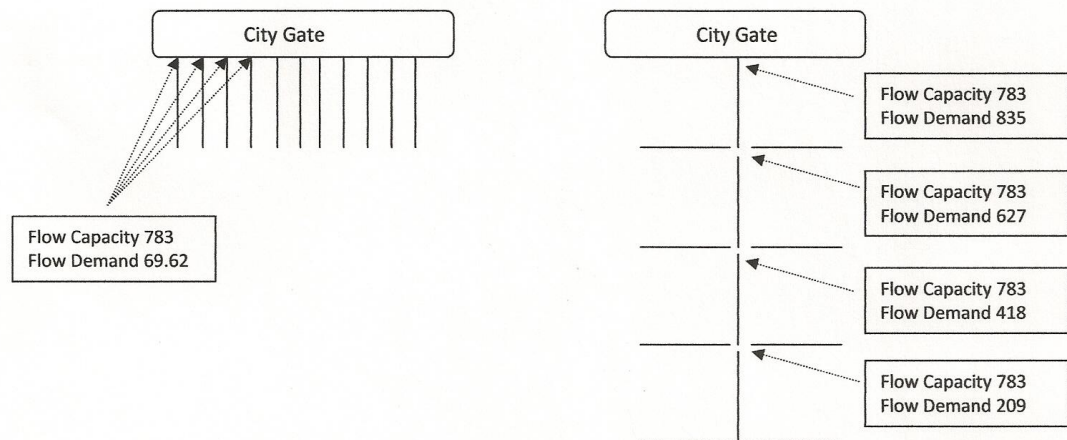 City Gate
Flow Capacity 783
Flow Demand 69.62
City Gate
Flow Capacity 783
Flow Demand 835
Flow Capacity 783
Flow Demand 627
Flow Capacity 783
Flow Demand 418
Flow Capacity 783
Flow Demand 209